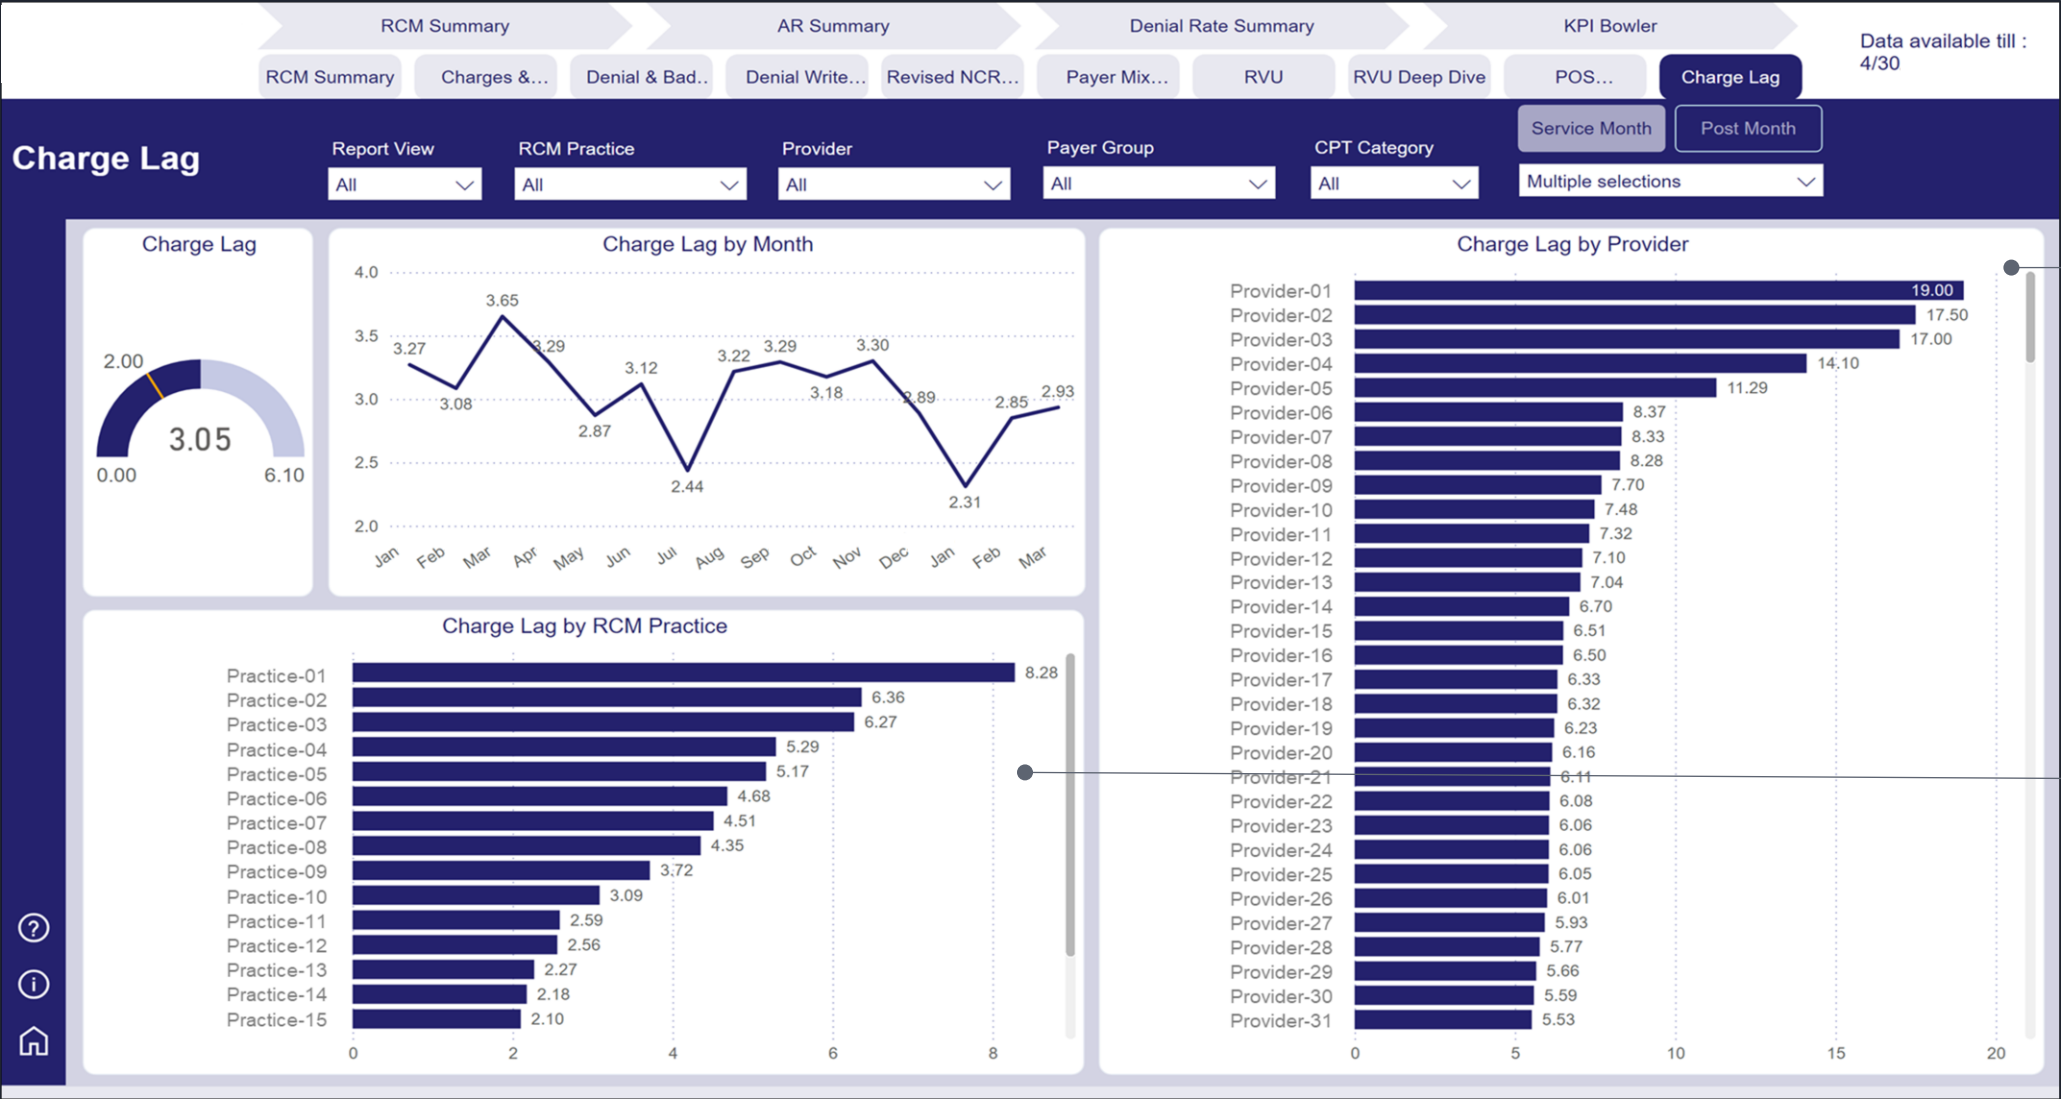 RCM Summary
AR Summary
Denial Rate Summary
KPI Bowler
Data available till :
4/30
RCM Summary
Charges &...
Denial & Bad..
Denial Write...
Revised NCR...
Payer Mix...
RVU
RVU Deep Dive
POS...
Charge Lag
Charge Lag
Report View
All
RCM Practice
All
Provider
All
Payer Group
All
CPT Category
All
Service Month
Post Month
Multiple selections
Charge Lag
2.00
3.05
0.00
6.10
Charge Lag by Month
4.0
3.5
3.0
2.5
2.0
3.27
3.08
3.65
3.29
2.87
3.12
2.44
3.22
3.29
3.18
3.30
2.89
2.31
2.85
2.93
Jan
Feb
Mar
Apr
May
Jun
Jul
Aug
Sep
Oct
Nov
Dec
Jan
Feb
Mar
Charge Lag by RCM Practice
Practice-01 8.28
Practice-02 6.36
Practice-03 6.27
Practice-04 5.29
Practice-05 5.17
Practice-06 4.68
Practice-07 4.51
Practice-08 4.35
Practice-09 3.72
Practice-10 3.09
Practice-11 2.59
Practice-12 2.56
Practice-13 2.27
Practice-14 2.18
Practice-15 2.10
0 2 4 6 8
Charge Lag by Provider
Provider-01 19.00
Provider-02 17.50
Provider-03 17.00
Provider-04 14.10
Provider-05 11.29
Provider-06 8.37
Provider-07 8.33
Provider-08 8.28
Provider-09 7.70
Provider-10 7.48
Provider-11 7.32
Provider-12 7.10
Provider-13 7.04
Provider-14 6.70
Provider-15 6.51
Provider-16 6.50
Provider-17 6.33
Provider-18 6.32
Provider-19 6.23
Provider-20 6.16
Provider-21 6.11
Provider-22 6.08
Provider-23 6.06
Provider-24 6.06
Provider-25 6.05
Provider-26 6.01
Provider-27 5.93
Provider-28 5.77
Provider-29 5.66
Provider-30 5.59
Provider-31 5.53
0 5 10 15 20